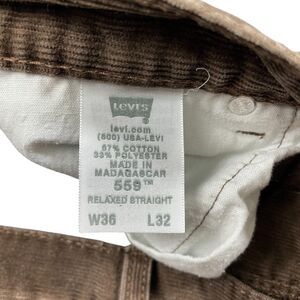 Levi's
levi.com
(800) USA-LEVI
67% COTTON
33% POLYESTER
MADE IN
MADAGASCAR
559™
RELAXED STRAIGHT
W36 L32